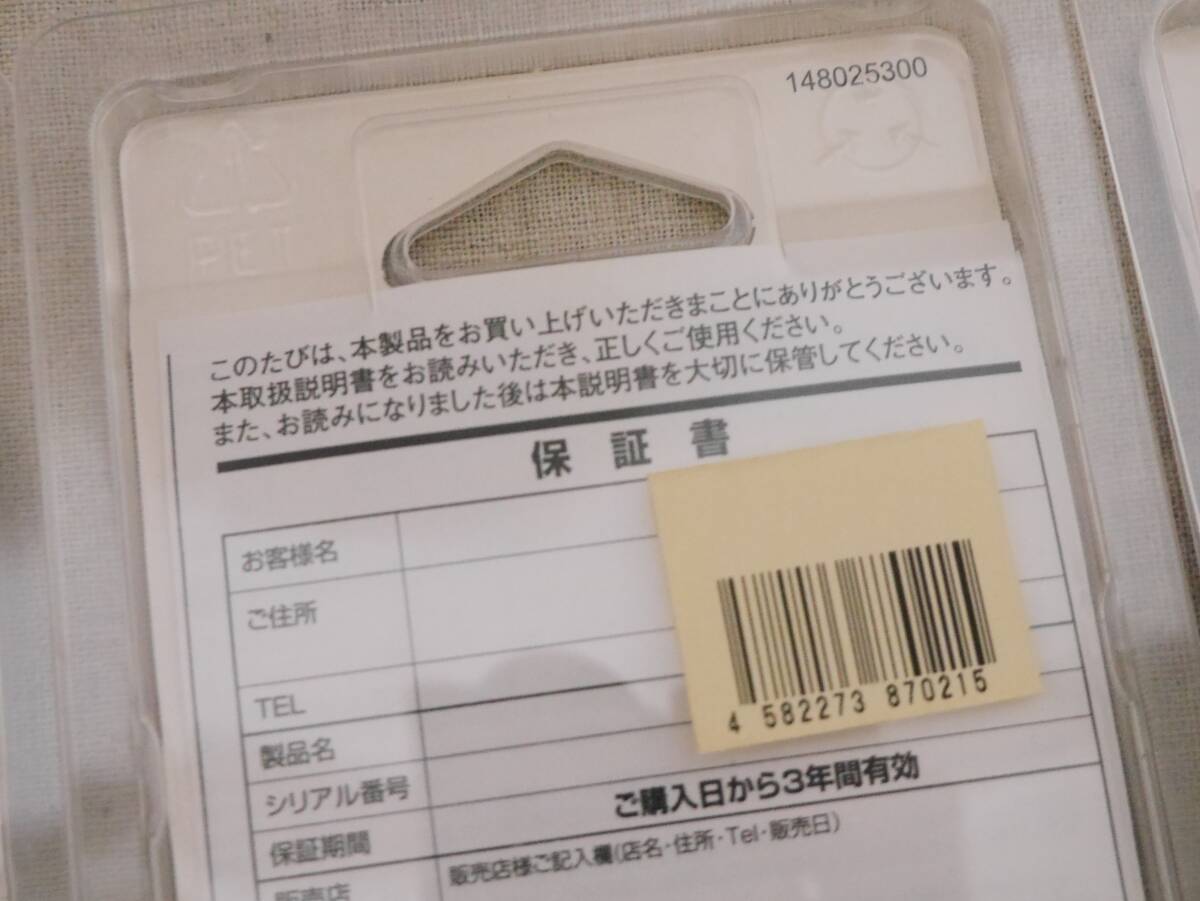 148025300
PET
このたびは、本製品をお買い上げいただきまことにありがとうございます。
本取扱説明書をお読みいただき、正しくご使用ください。
また、お読みになりました後は本説明書を大切に保管してください。
保証書
お客様名
ご住所
TEL
製品名
シリアル番号
保証期間
ご購入日から3年間有効
販売店
販売店様ご記入欄(店名・住所・Tel・販売日)
4 582273 870215